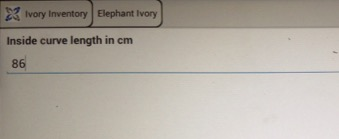 Ivory Inventory Elephant Ivory
Inside curve length in cm
86